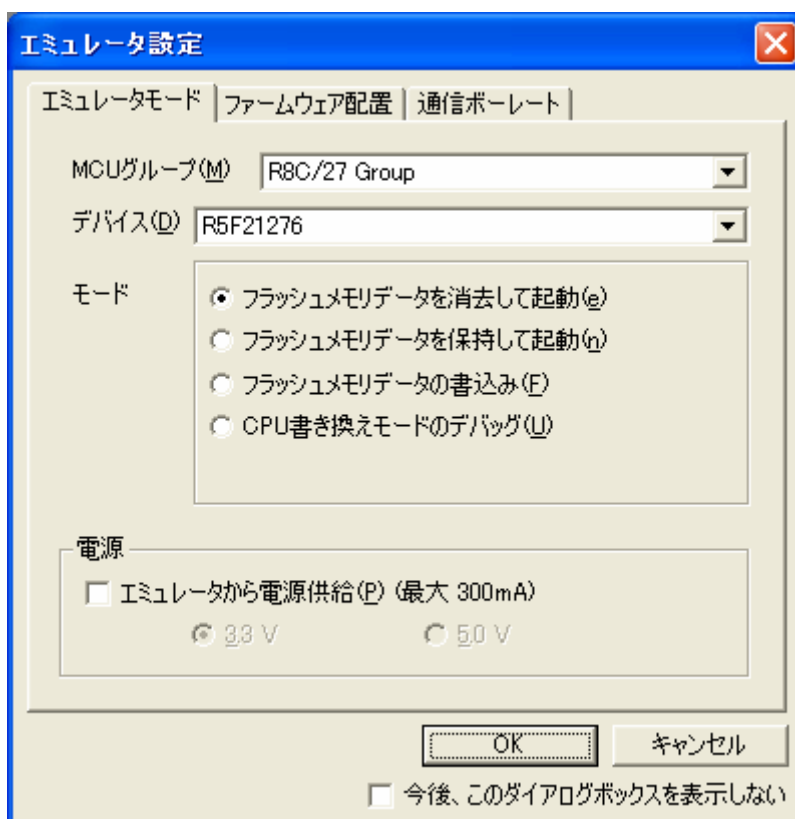 エミュレータ設定
エミュレータモード ファームウェア配置 通信ボーレート
MCUグループ(M) R8C/27 Group
デバイス(D) R5F21276
モード
フラッシュメモリデータを消去して起動(e)
フラッシュメモリデータを保持して起動(n)
フラッシュメモリデータの書込み(F)
CPU書き換えモードのデバッグ(U)
電源
エミュレータから電源供給(P) (最大 300mA)
3.3 V 5.0 V
OK キャンセル
今後、このダイアログボックスを表示しない